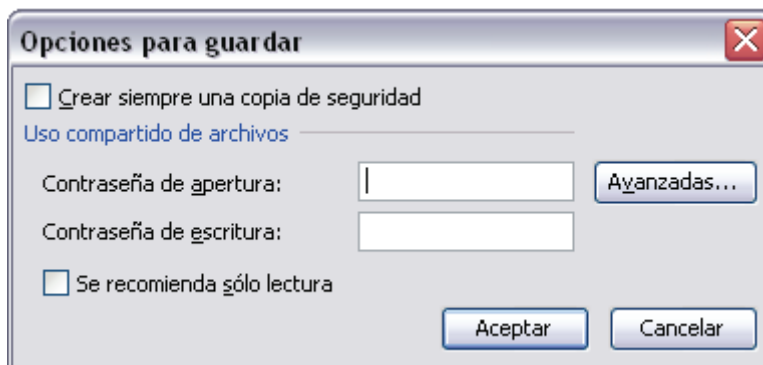 Opciones para guardar
Crear siempre una copia de seguridad
Uso compartido de archivos
Contraseña de apertura:
Avanzadas...
Contraseña de escritura:
Se recomienda sólo lectura
Aceptar
Cancelar